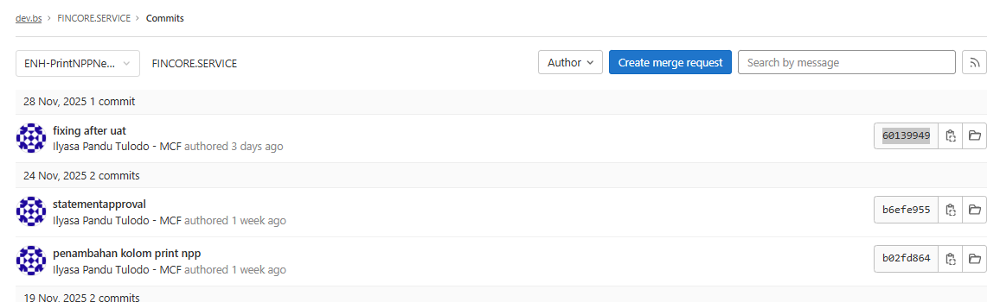 dev.bs > FINCORE.SERVICE > Commits
ENH-PrintNPPNe... FINCORE.SERVICE Author Create merge request Search by message
28 Nov, 2025 1 commit
fixing after uat
Ilyasa Pandu Tulodo - MCF authored 3 days ago
60139949
24 Nov, 2025 2 commits
statementapproval
Ilyasa Pandu Tulodo - MCF authored 1 week ago
b6efe955
penambahan kolom print npp
Ilyasa Pandu Tulodo - MCF authored 1 week ago
b02fd864
19 Nov, 2025 2 commits